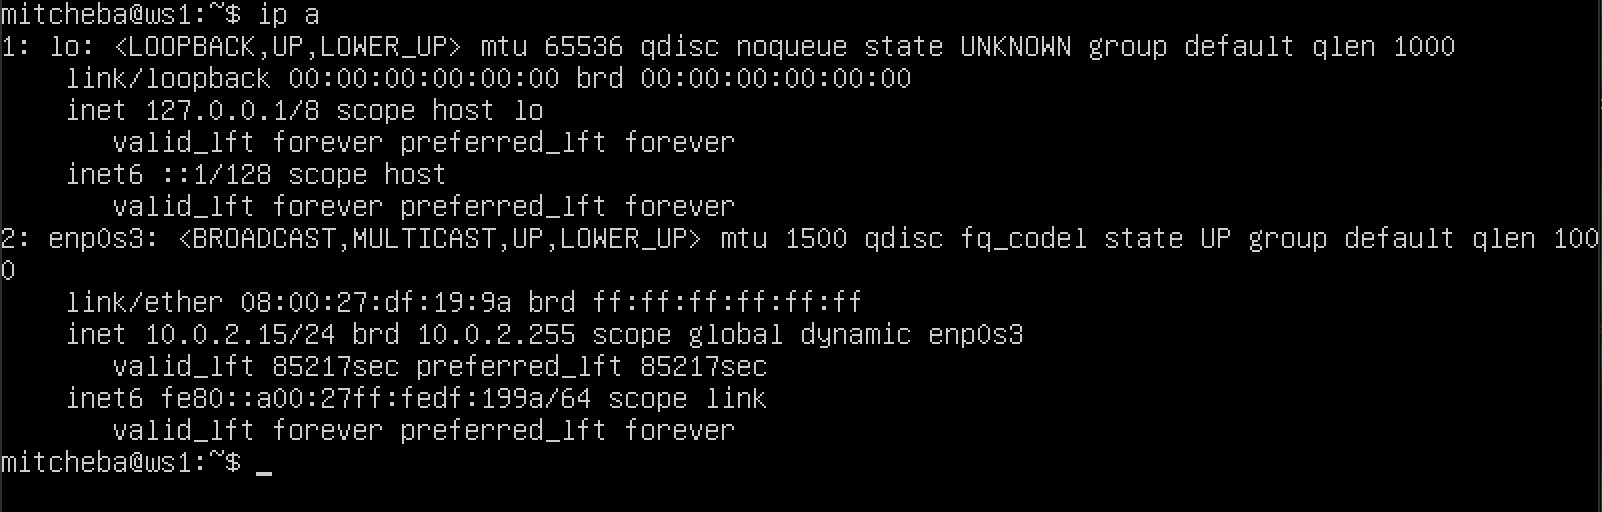 mitcheba@ws1:~$ ip a
1: lo: <LOOPBACK,UP,LOWER_UP> mtu 65536 qdisc noqueue state UNKNOWN group default qlen 1000
    link/loopback 00:00:00:00:00:00 brd 00:00:00:00:00:00
    inet 127.0.0.1/8 scope host lo
       valid_lft forever preferred_lft forever
    inet6 ::1/128 scope host
       valid_lft forever preferred_lft forever
2: enp0s3: <BROADCAST,MULTICAST,UP,LOWER_UP> mtu 1500 qdisc fq_codel state UP group default qlen 100
0
    link/ether 08:00:27:df:19:9a brd ff:ff:ff:ff:ff:ff
    inet 10.0.2.15/24 brd 10.0.2.255 scope global dynamic enp0s3
       valid_lft 85217sec preferred_lft 85217sec
    inet6 fe80::a00:27ff:fedf:199a/64 scope link
       valid_lft forever preferred_lft forever
mitcheba@ws1:~$ _